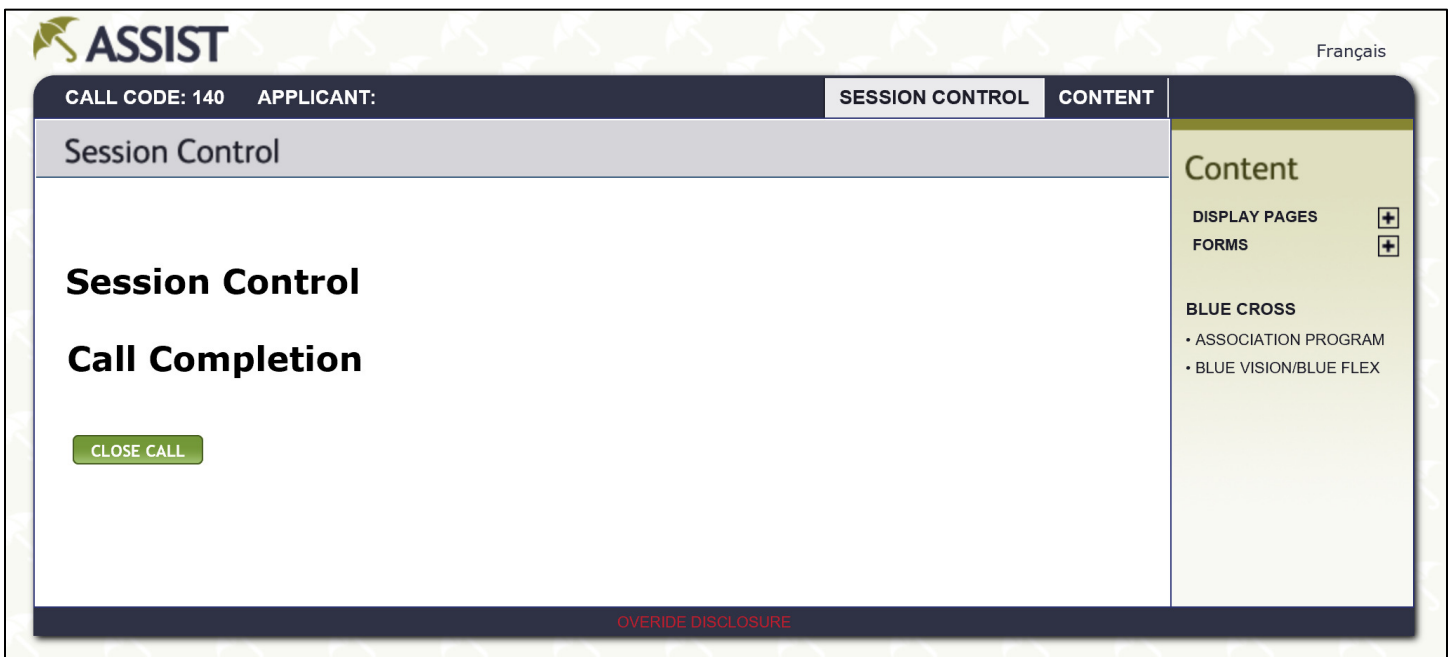 ASSIST
Français
CALL CODE: 140 APPLICANT: SESSION CONTROL CONTENT
Session Control
Session Control
Call Completion
CLOSE CALL
Content
DISPLAY PAGES
FORMS
BLUE CROSS
• ASSOCIATION PROGRAM
• BLUE VISION/BLUE FLEX
OVERIDE DISCLOSURE